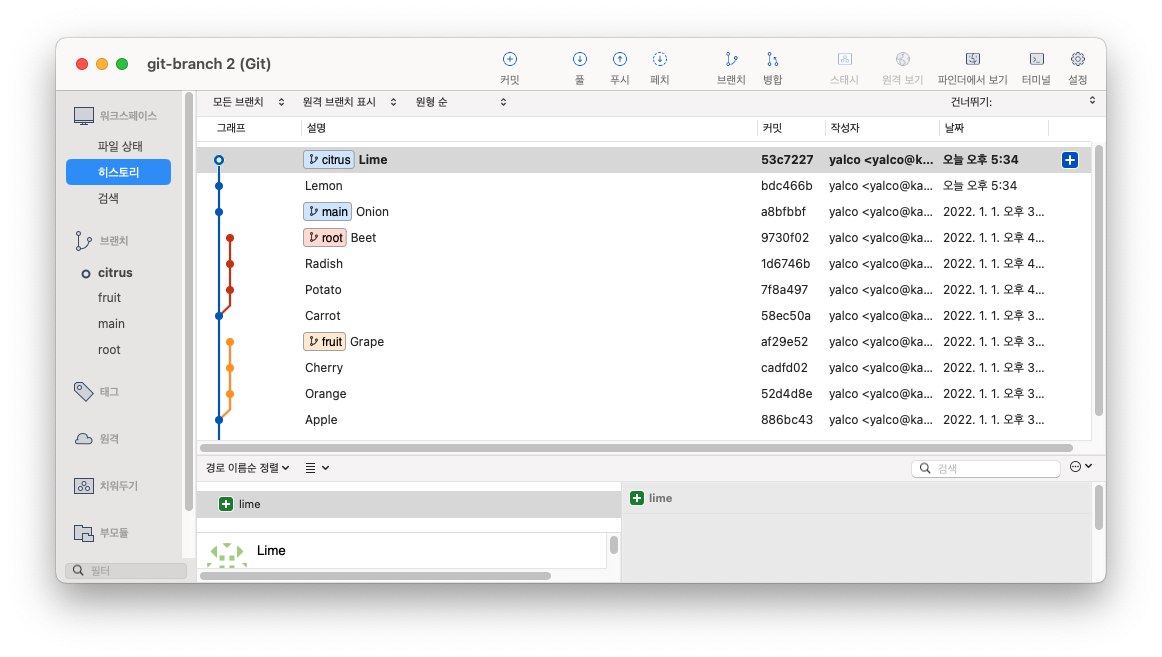 git-branch 2 (Git)
커밋 풀 푸시 페치 브랜치 병합 스태시 원격 보기 파인더에서 보기 터미널 설정
워크스페이스
파일 상태
히스토리
검색
브랜치
citrus
fruit
main
root
태그
원격
치워두기
부모듈
필터
모든 브랜치 원격 브랜치 표시 원형 순 건너뛰기:
그래프 설명 커밋 작성자 날짜
citrus Lime 53c7227 yalco <yalco@k... 오늘 오후 5:34
Lemon bdc466b yalco <yalco@ka... 오늘 오후 5:34
main Onion a8bfbbf yalco <yalco@ka... 2022. 1. 1. 오후 3...
root Beet 9730f02 yalco <yalco@ka... 2022. 1. 1. 오후 4...
Radish 1d6746b yalco <yalco@ka... 2022. 1. 1. 오후 4...
Potato 7f8a497 yalco <yalco@ka... 2022. 1. 1. 오후 4...
Carrot 58ec50a yalco <yalco@ka... 2022. 1. 1. 오후 3...
fruit Grape af29e52 yalco <yalco@ka... 2022. 1. 1. 오후 3...
Cherry cadfd02 yalco <yalco@ka... 2022. 1. 1. 오후 3...
Orange 52d4d8e yalco <yalco@ka... 2022. 1. 1. 오후 3...
Apple 886bc43 yalco <yalco@ka... 2022. 1. 1. 오후 3...
경로 이름순 정렬 검색
lime
Lime
lime